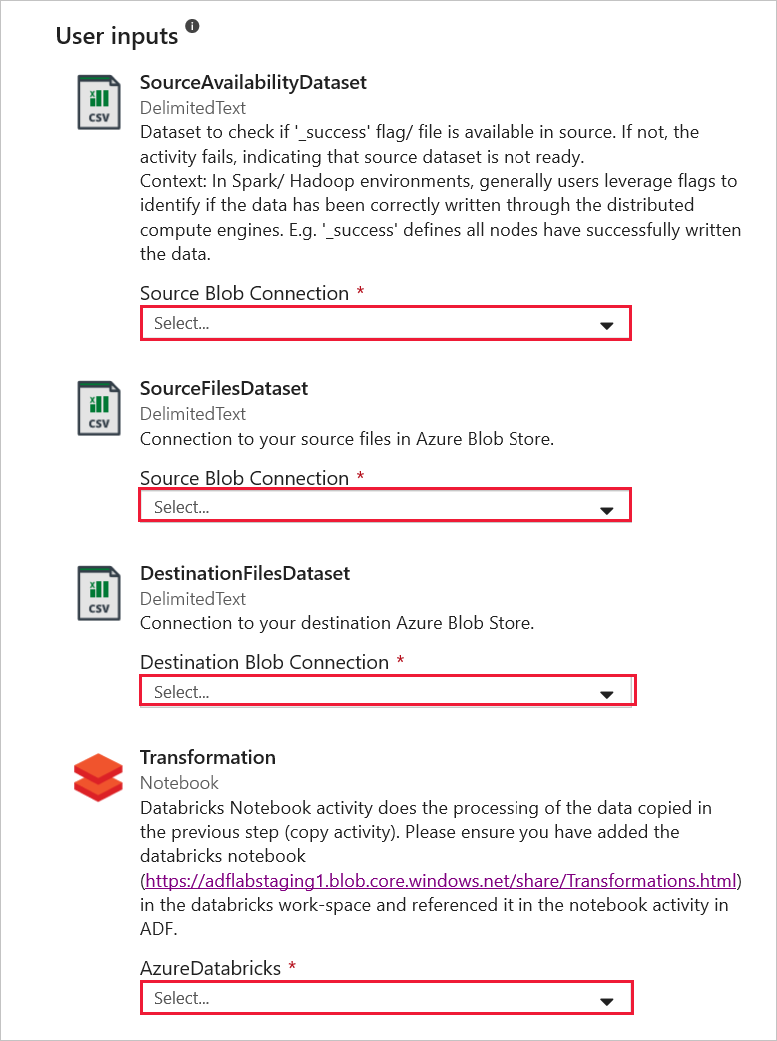 User inputs
CSV
SourceAvailabilityDataset
DelimitedText
Dataset to check if '_success' flag/ file is available in source. If not, the
activity fails, indicating that source dataset is not ready.
Context: In Spark/ Hadoop environments, generally users leverage flags to
identify if the data has been correctly written through the distributed
compute engines. E.g. '_success' defines all nodes have successfully written
the data.
Source Blob Connection *
Select...
CSV
SourceFilesDataset
DelimitedText
Connection to your source files in Azure Blob Store.
Source Blob Connection *
Select...
CSV
DestinationFilesDataset
DelimitedText
Connection to your destination Azure Blob Store.
Destination Blob Connection *
Select...
Transformation
Notebook
Databricks Notebook activity does the processing of the data copied in
the previous step (copy activity). Please ensure you have added the
databricks notebook
(https://adflabstaging1.blob.core.windows.net/share/Transformations.html)
in the databricks work-space and referenced it in the notebook activity in
ADF.
AzureDatabricks *
Select...